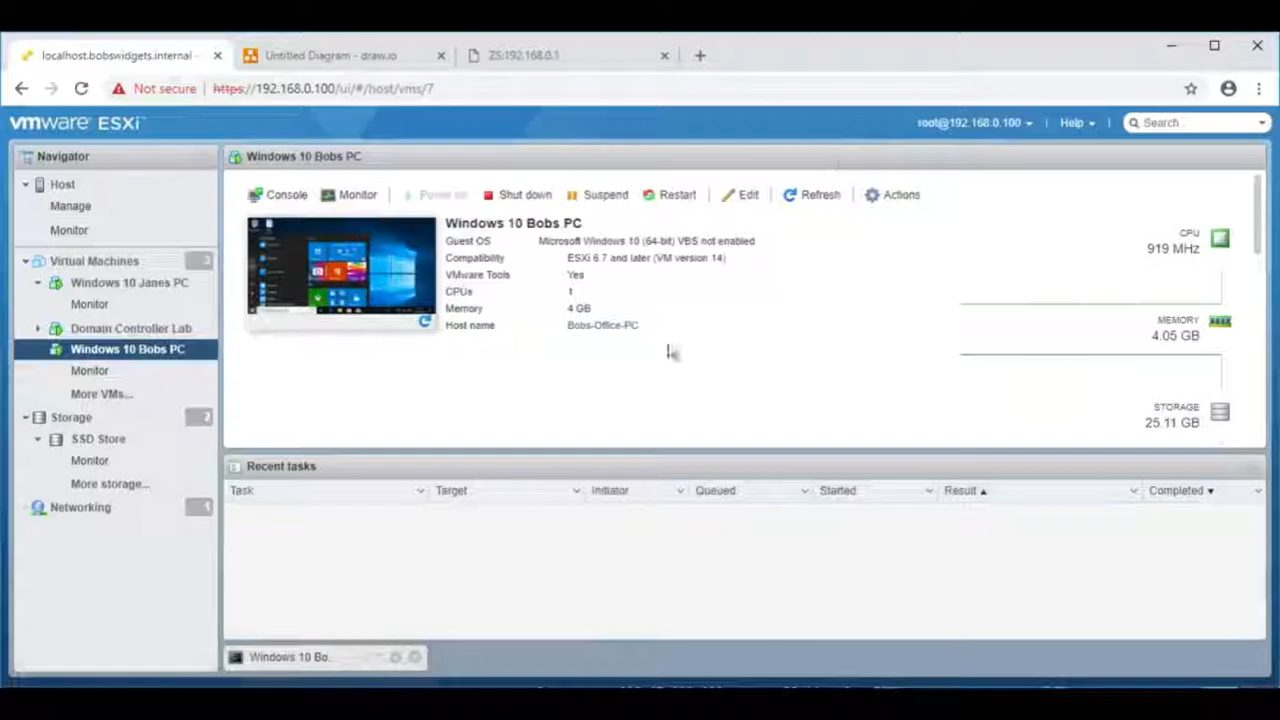 localhost.bobswidgets.internal -
Untitled Diagram - draw.io
ZS:192.168.0.1
Not secure
https://192.168.0.100/ui/#/host/vms/7
vmware ESXi
root@192.168.0.100
Help
Search
Navigator
Host
Manage
Monitor
Virtual Machines
3
Windows 10 Janes PC
Monitor
Domain Controller Lab
Windows 10 Bobs PC
Monitor
More VMs...
Storage
2
SSD Store
Monitor
More storage...
Networking
1
Windows 10 Bobs PC
Console
Monitor
Power on
Shut down
Suspend
Restart
Edit
Refresh
Actions
Windows 10 Bobs PC
Guest OS Microsoft Windows 10 (64-bit) VBS not enabled
Compatibility ESXi 6.7 and later (VM version 14)
VMware Tools Yes
CPUs 1
Memory 4 GB
Host name Bobs-Office-PC
CPU
919 MHz
MEMORY
4.05 GB
STORAGE
25.11 GB
Recent tasks
Task Target Initiator Queued Started Result Completed
Windows 10 Bo...